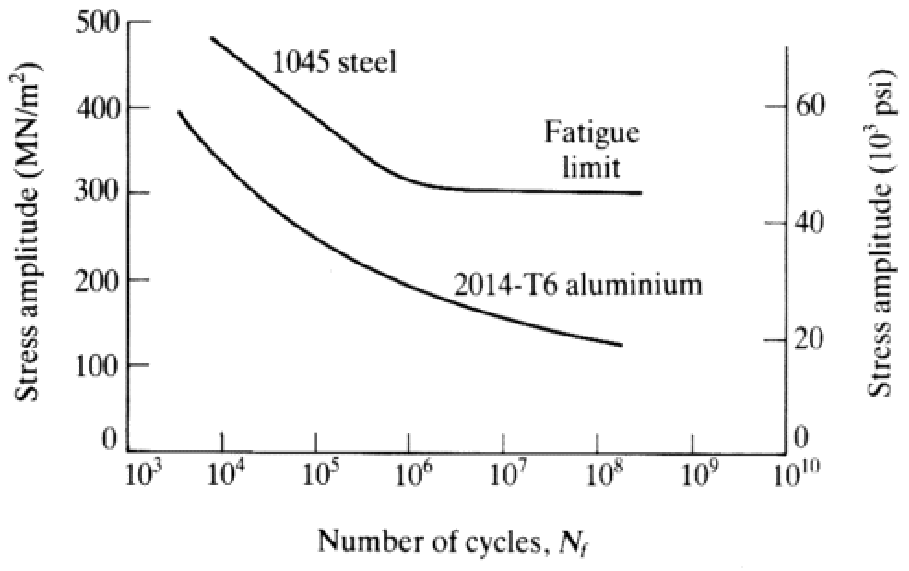 500
400
300
200
100
0
Stress amplitude (MN/m²)
1045 steel
Fatigue
limit
2014-T6 aluminium
60
40
20
0
Stress amplitude (10³ psi)
10³ 10⁴ 10⁵ 10⁶ 10⁷ 10⁸ 10⁹ 10¹⁰
Number of cycles, N_f